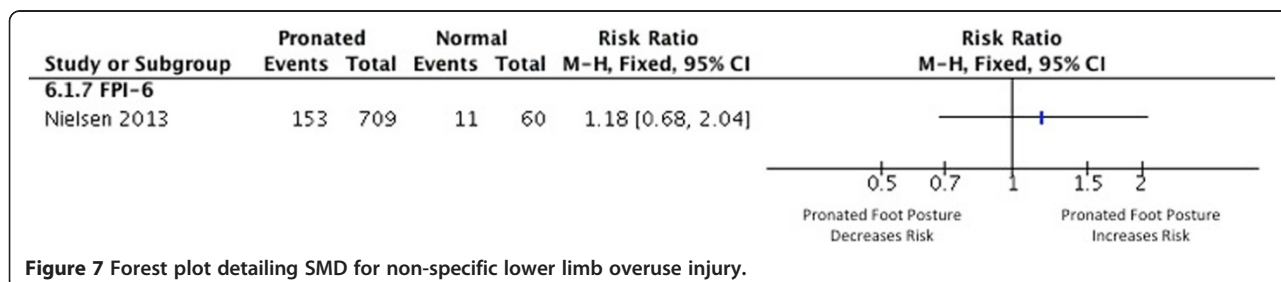 Pronated Normal Risk Ratio Risk Ratio
Study or Subgroup Events Total Events Total M-H, Fixed, 95% CI M-H, Fixed, 95% CI
6.1.7 FPI-6
Nielsen 2013 153 709 11 60 1.18 [0.68, 2.04]
0.5 0.7 1 1.5 2
Pronated Foot Posture Pronated Foot Posture
Decreases Risk Increases Risk
Figure 7 Forest plot detailing SMD for non-specific lower limb overuse injury.